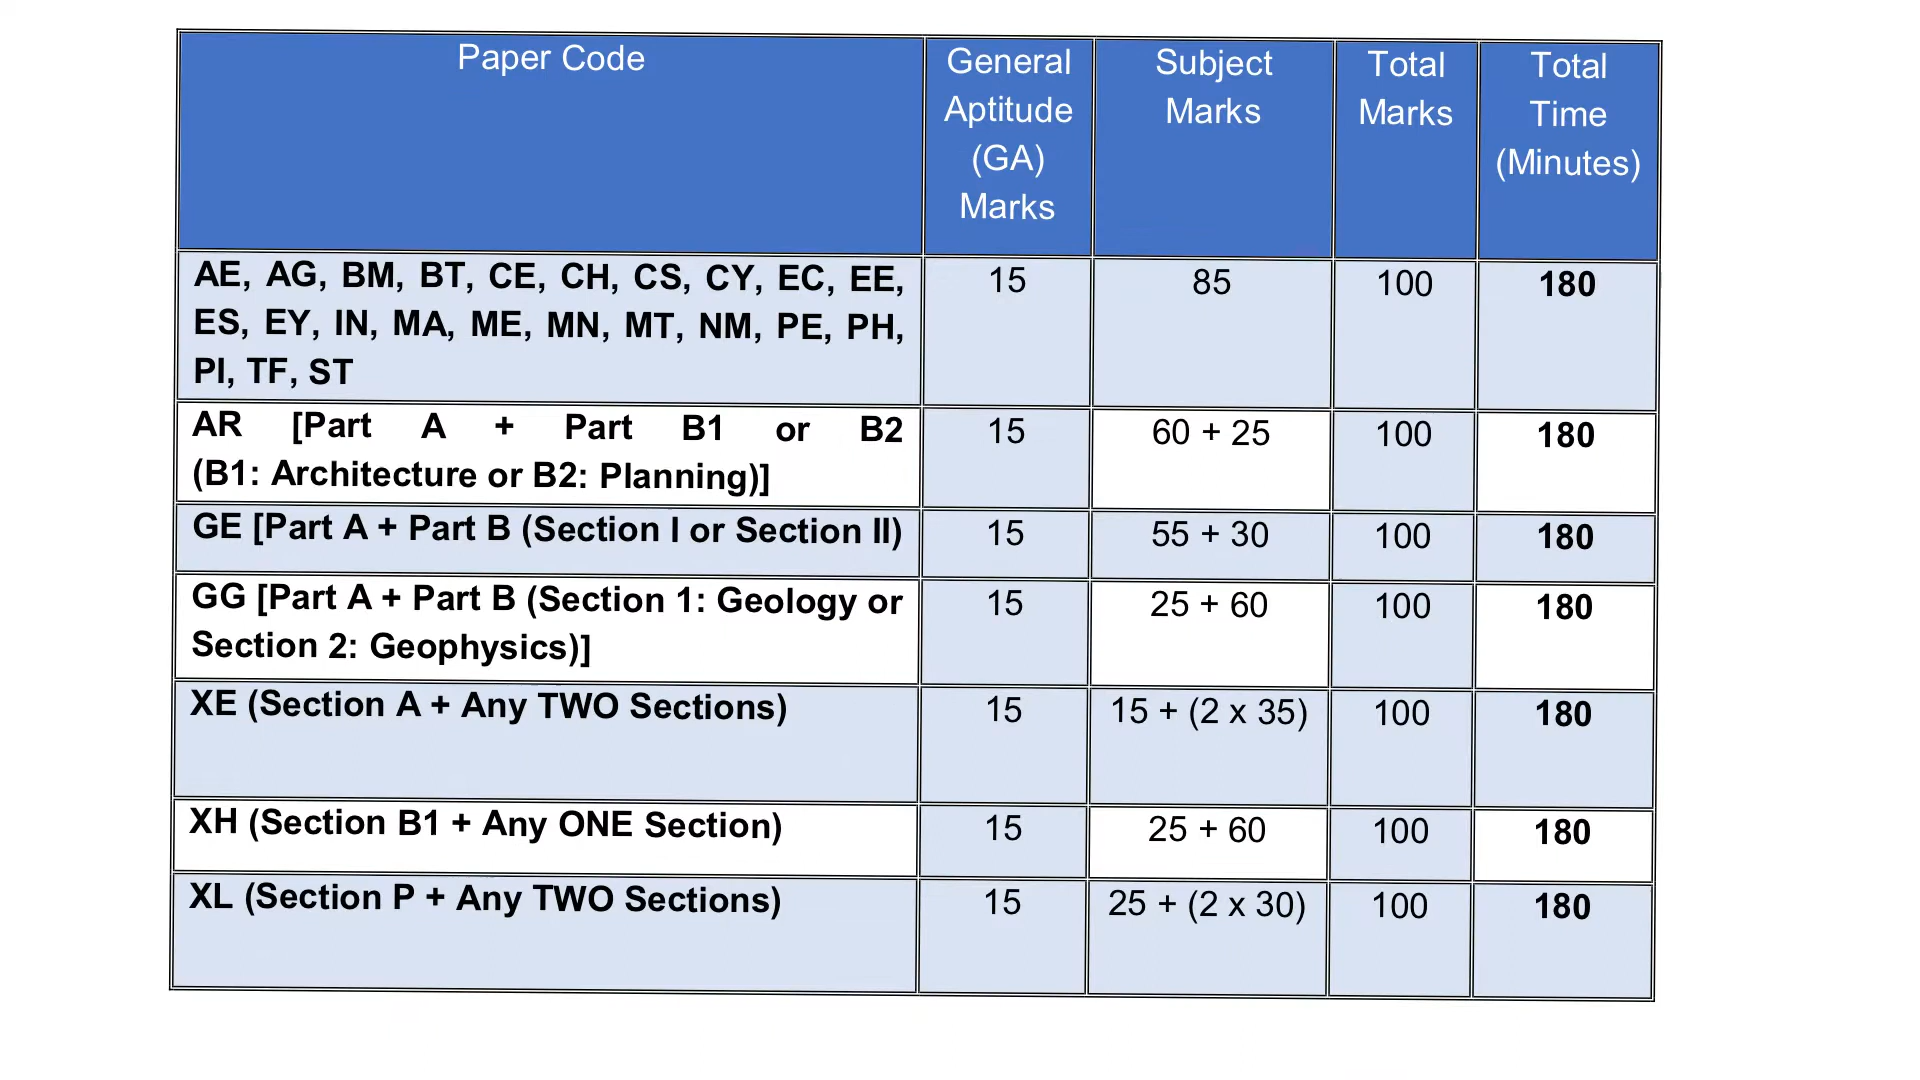 Paper Code
General
Aptitude
(GA)
Marks
Subject
Marks
Total
Marks
Total
Time
(Minutes)
AE, AG, BM, BT, CE, CH, CS, CY, EC, EE,
ES, EY, IN, MA, ME, MN, MT, NM, PE, PH,
PI, TF, ST
15
85
100
180
AR [Part A + Part B1 or B2
(B1: Architecture or B2: Planning)]
15
60 + 25
100
180
GE [Part A + Part B (Section I or Section II)
15
55 + 30
100
180
GG [Part A + Part B (Section 1: Geology or
Section 2: Geophysics)]
15
25 + 60
100
180
XE (Section A + Any TWO Sections)
15
15 + (2 x 35)
100
180
XH (Section B1 + Any ONE Section)
15
25 + 60
100
180
XL (Section P + Any TWO Sections)
15
25 + (2 x 30)
100
180